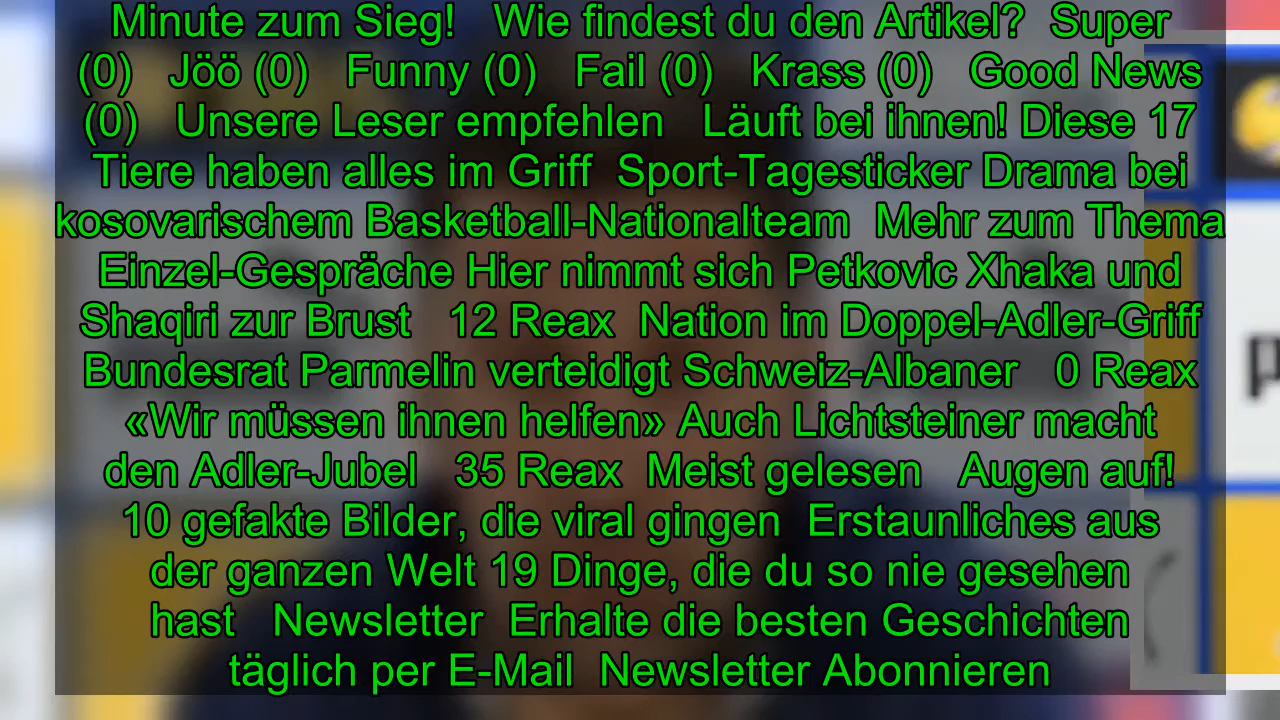 Minute zum Sieg! Wie findest du den Artikel? Super
(0) Jöö (0) Funny (0) Fail (0) Krass (0) Good News
(0) Unsere Leser empfehlen Läuft bei ihnen! Diese 17
Tiere haben alles im Griff Sport-Tagesticker Drama bei
kosovarischem Basketball-Nationalteam Mehr zum Thema
Einzel-Gespräche Hier nimmt sich Petkovic Xhaka und
Shaqiri zur Brust 12 Reax Nation im Doppel-Adler-Griff
Bundesrat Parmelin verteidigt Schweiz-Albaner 0 Reax
«Wir müssen ihnen helfen» Auch Lichtsteiner macht
den Adler-Jubel 35 Reax Meist gelesen Augen auf!
10 gefakte Bilder, die viral gingen Erstaunliches aus
der ganzen Welt 19 Dinge, die du so nie gesehen
hast Newsletter Erhalte die besten Geschichten
täglich per E-Mail Newsletter Abonnieren